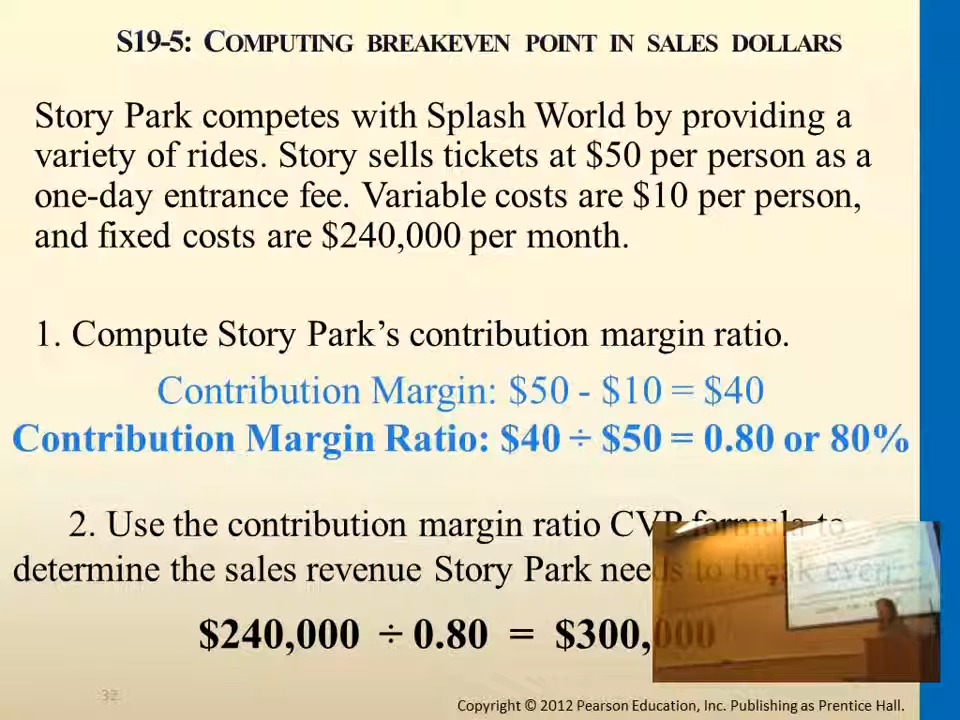 S19-5: COMPUTING BREAKEVEN POINT IN SALES DOLLARS
Story Park competes with Splash World by providing a
variety of rides. Story sells tickets at $50 per person as a
one-day entrance fee. Variable costs are $10 per person,
and fixed costs are $240,000 per month.
1. Compute Story Park’s contribution margin ratio.
Contribution Margin: $50 - $10 = $40
Contribution Margin Ratio: $40 ÷ $50 = 0.80 or 80%
2. Use the contribution margin ratio CVP formula to
determine the sales revenue Story Park needs to break even.
$240,000 ÷ 0.80 = $300,000
32
Copyright © 2012 Pearson Education, Inc. Publishing as Prentice Hall.